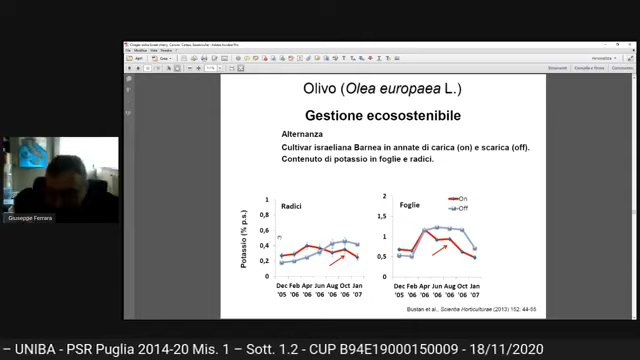 Olivo (Olea europaea L.)
Gestione ecosostenibile
Alternanza
Cultivar israeliana Barnea in annate di carica (on) e scarica (off).
Contenuto di potassio in foglie e radici.
Potassio (% p.s.)
Radici
1
0,8
0,6
0,4
0,2
0
Dec '05
Feb '06
Apr '06
Jun '06
Aug '06
Oct '06
Jan '07
Foglie
On
Off
2
1,5
1
0,5
0
Dec '05
Feb '06
Apr '06
Jun '06
Aug '06
Oct '06
Jan '07
Bustan et al., Scientia Horticulturae (2013) 152: 44-55
Giuseppe Ferrara
– UNIBA - PSR Puglia 2014-20 Mis. 1 – Sott. 1.2 - CUP B94E19000150009 - 18/11/2020